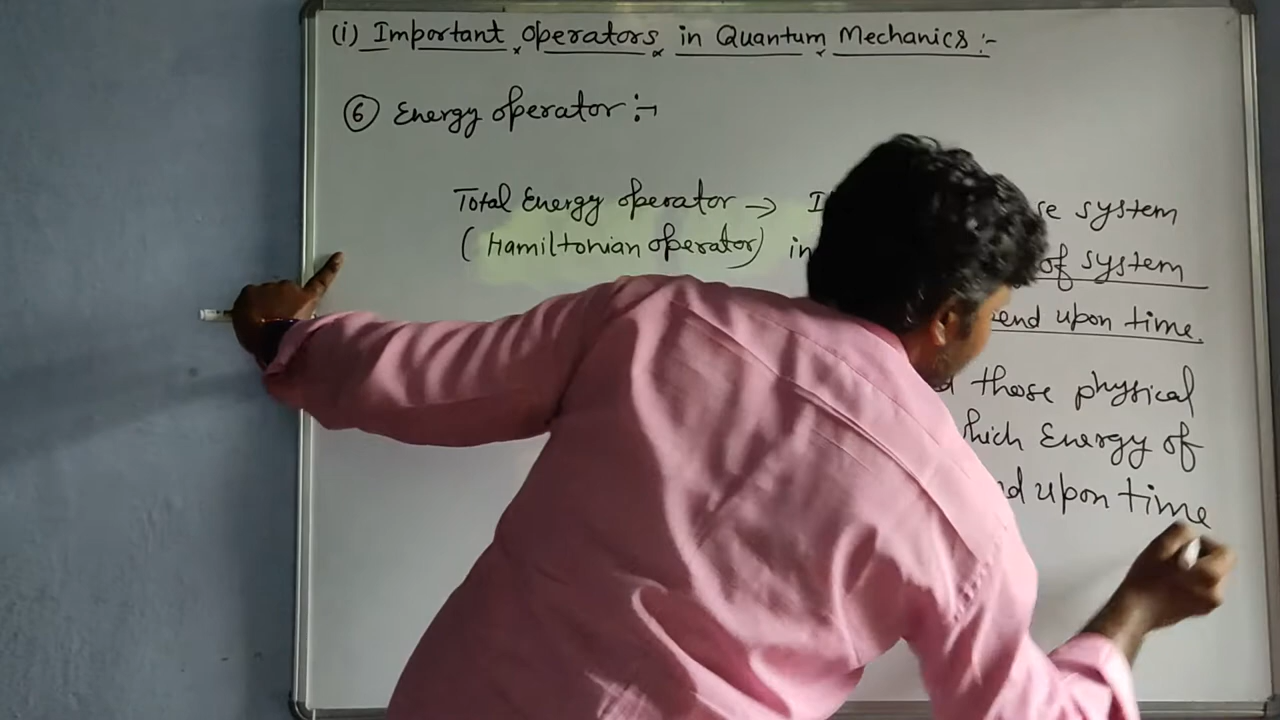 (i) Important operators in Quantum Mechanics :-
⑥ Energy operator :-
Total Energy operator → I se system
(Hamiltonian operator) in of system
end upon time.
those physical
hich Energy of
d upon time